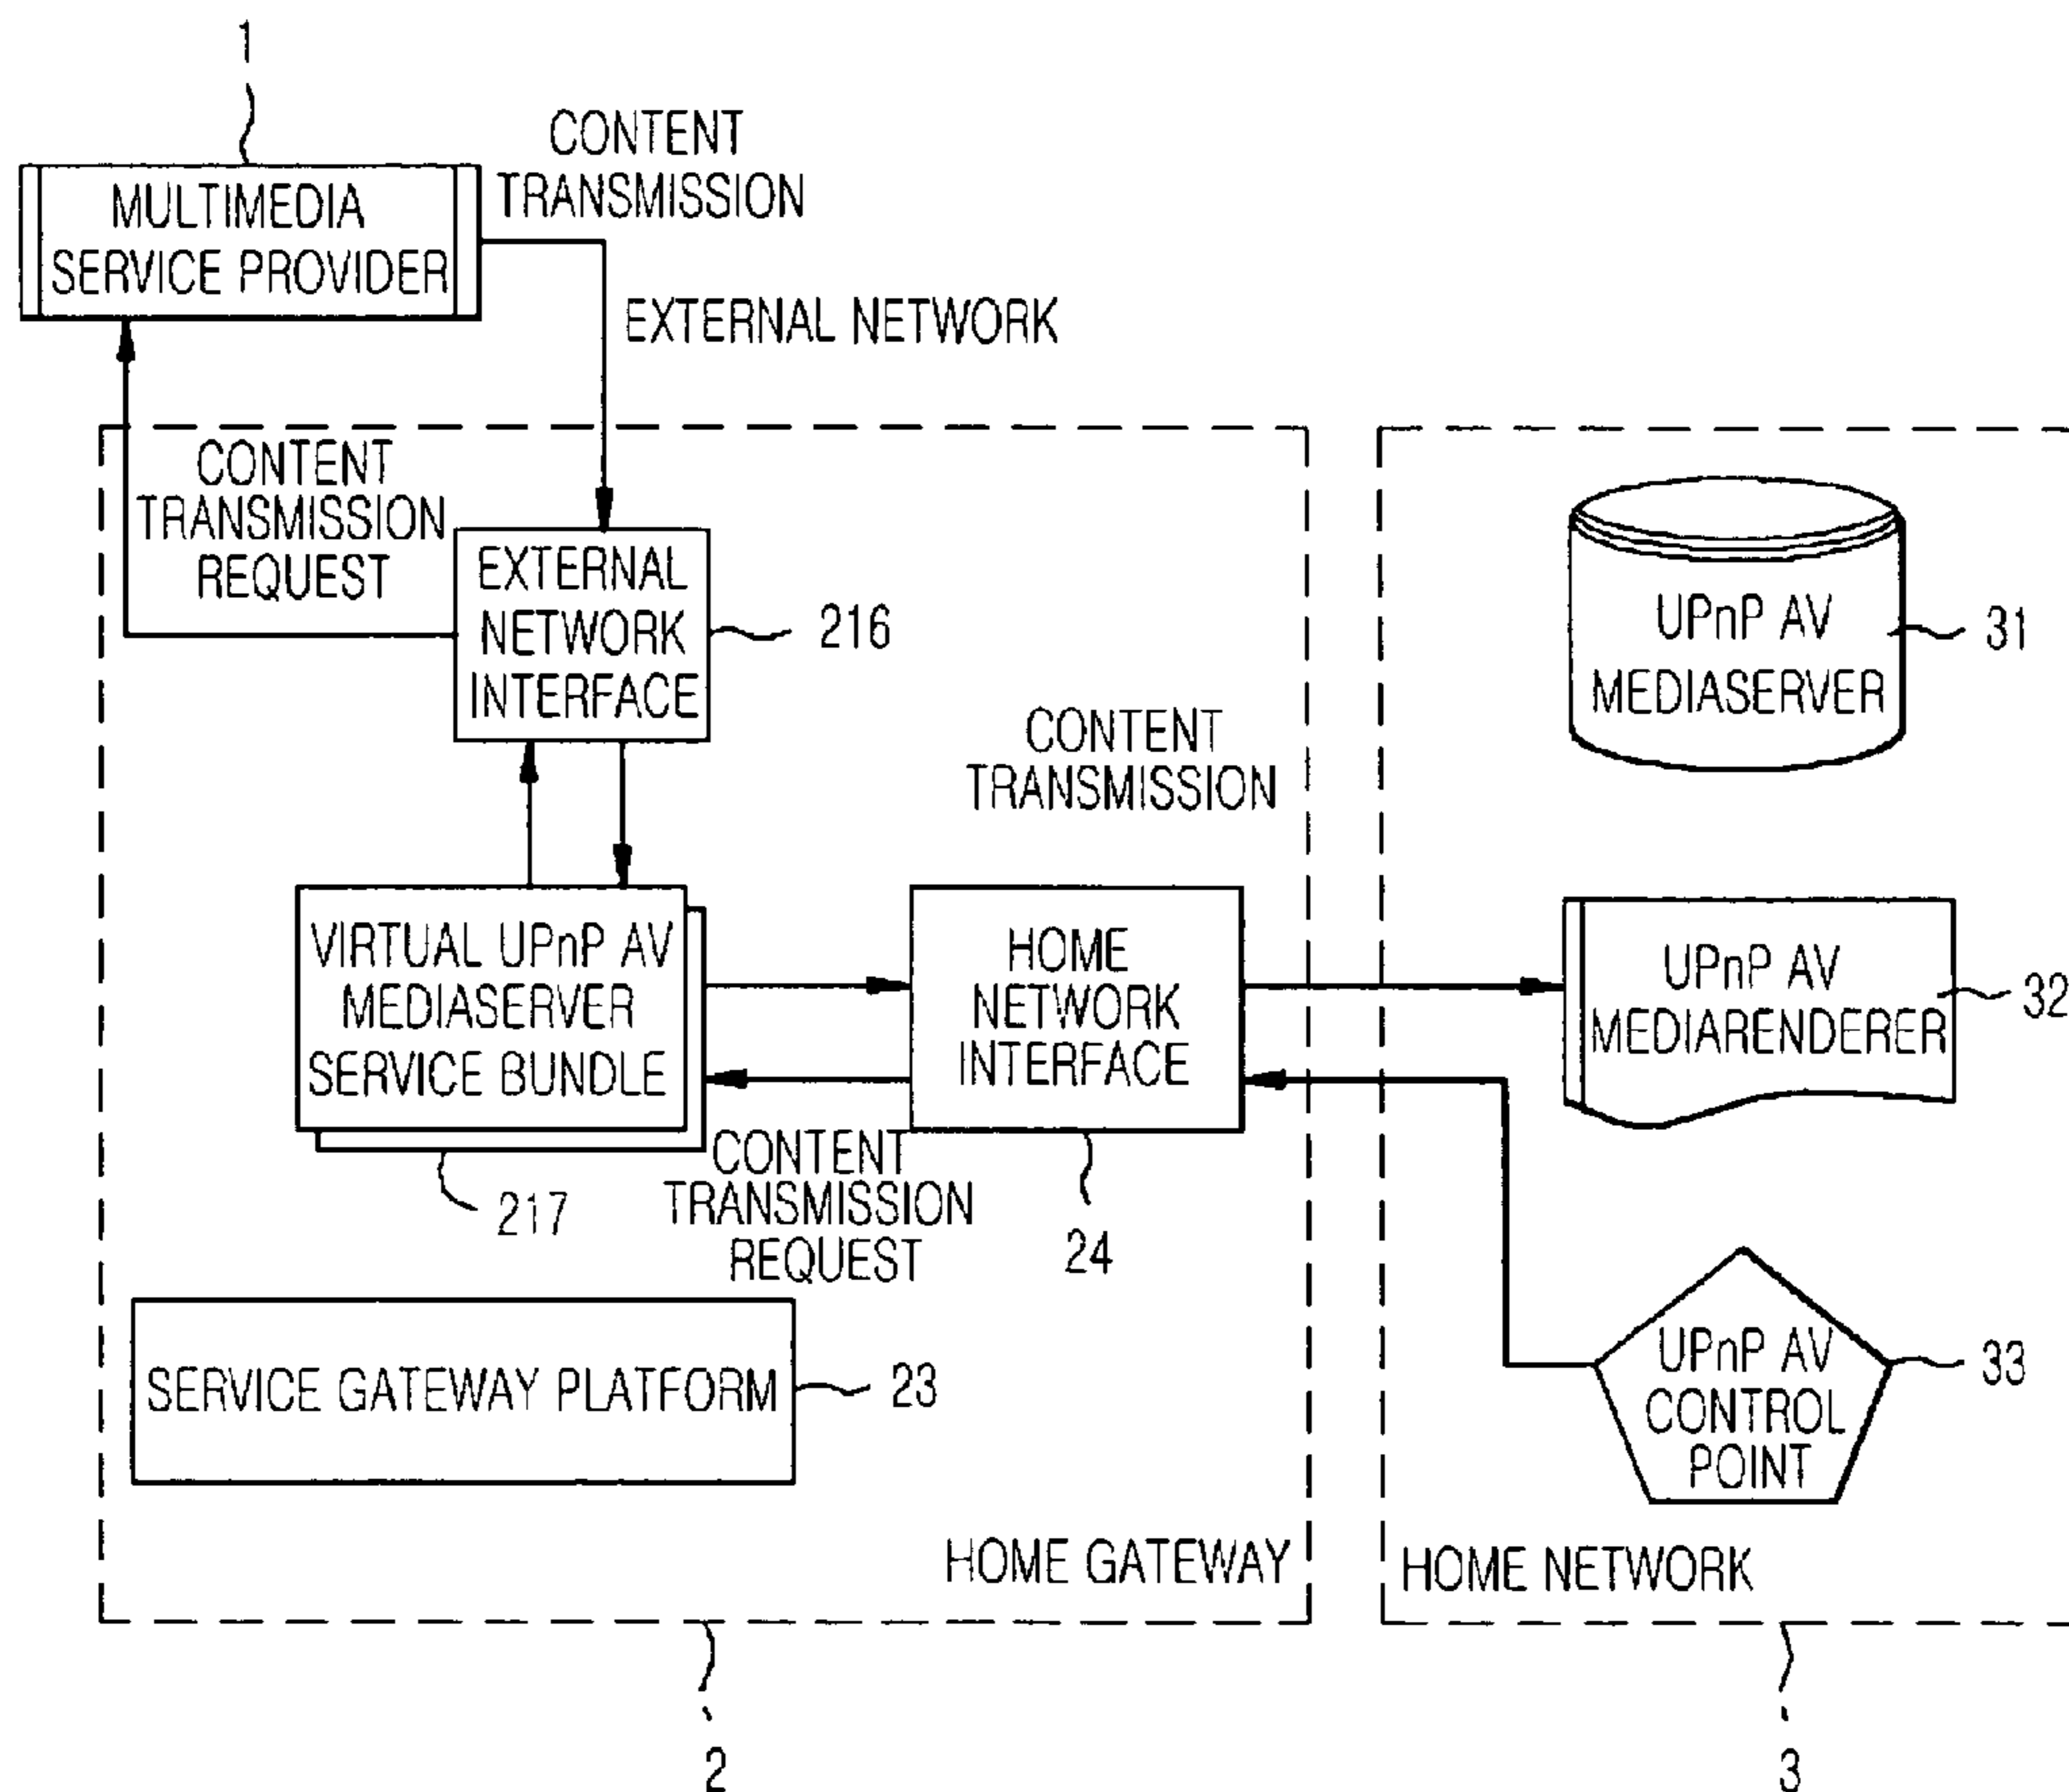 1
CONTENT
TRANSMISSION
MULTIMEDIA
SERVICE PROVIDER
EXTERNAL NETWORK
CONTENT
TRANSMISSION
REQUEST
EXTERNAL
NETWORK
INTERFACE
216
UPnP AV
MEDIASERVER
31
CONTENT
TRANSMISSION
VIRTUAL UPnP AV
MEDIASERVER
SERVICE BUNDLE
217
HOME
NETWORK
INTERFACE
24
UPnP AV
MEDIARENDERER
32
CONTENT
TRANSMISSION
REQUEST
SERVICE GATEWAY PLATFORM
23
UPnP AV
CONTROL
POINT
33
HOME GATEWAY
HOME NETWORK
2
3